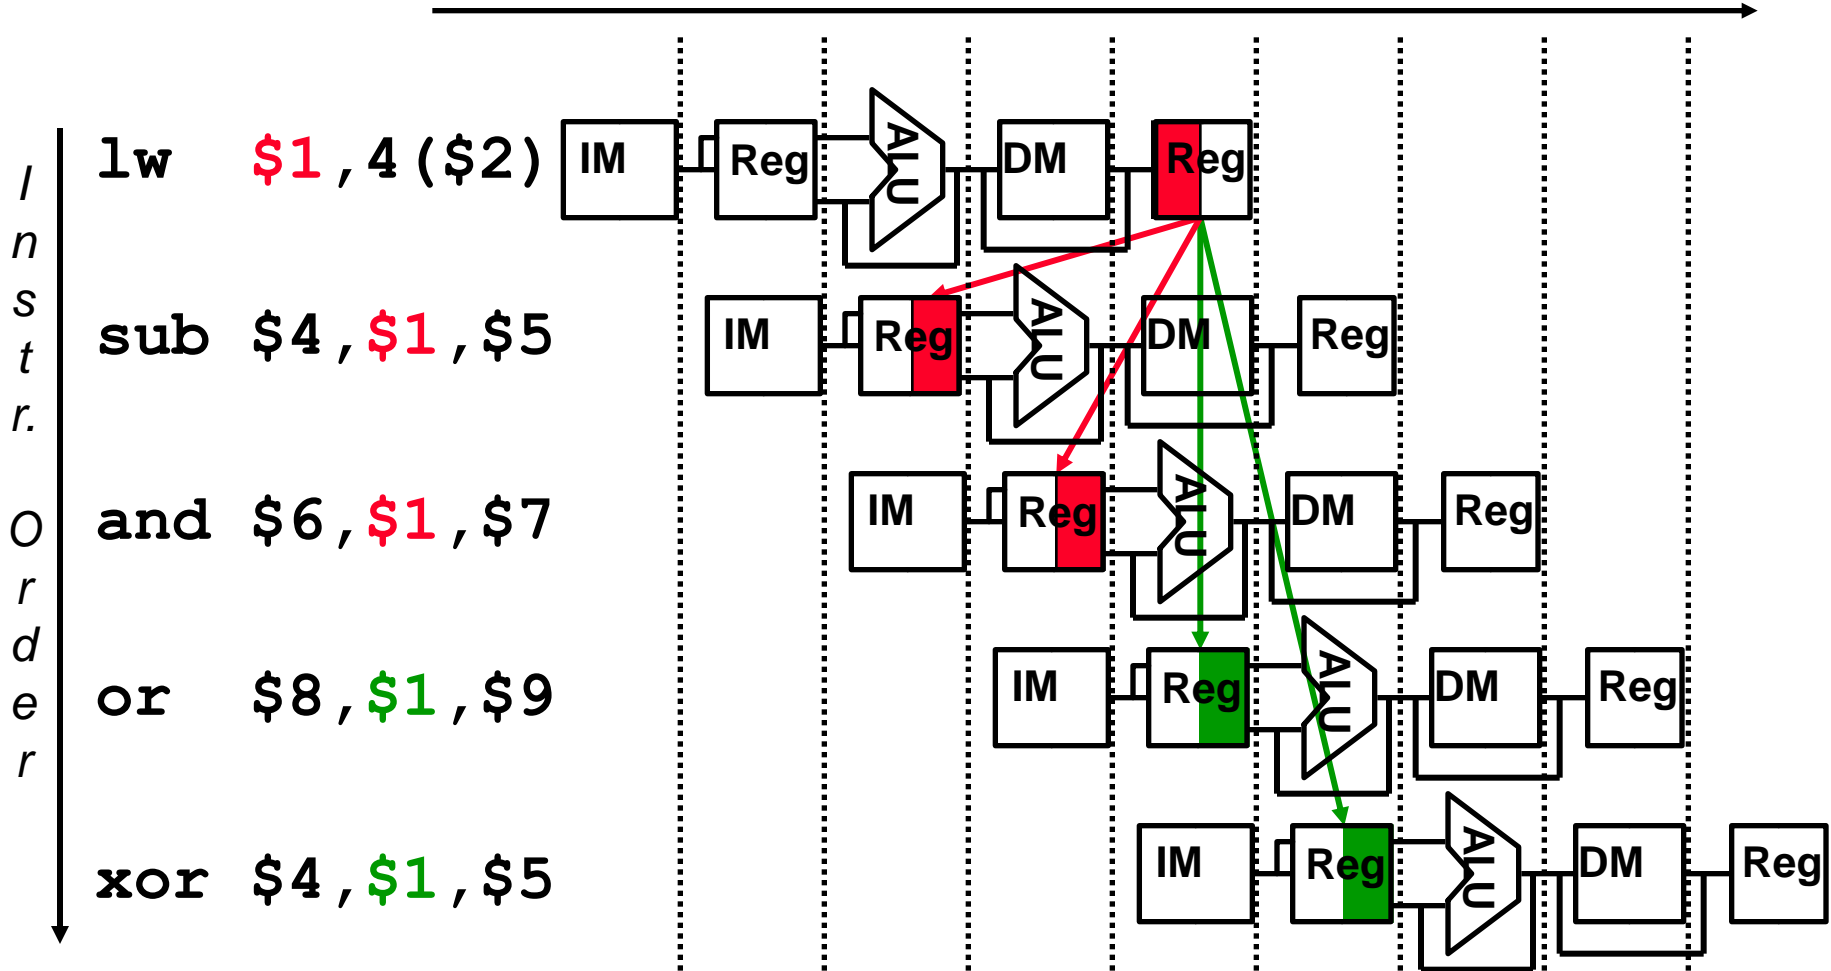 Instr. Order
lw $1,4($2) IM Reg ALU DM Reg
sub $4,$1,$5 IM Reg ALU DM Reg
and $6,$1,$7 IM Reg ALU DM Reg
or $8,$1,$9 IM Reg ALU DM Reg
xor $4,$1,$5 IM Reg ALU DM Reg